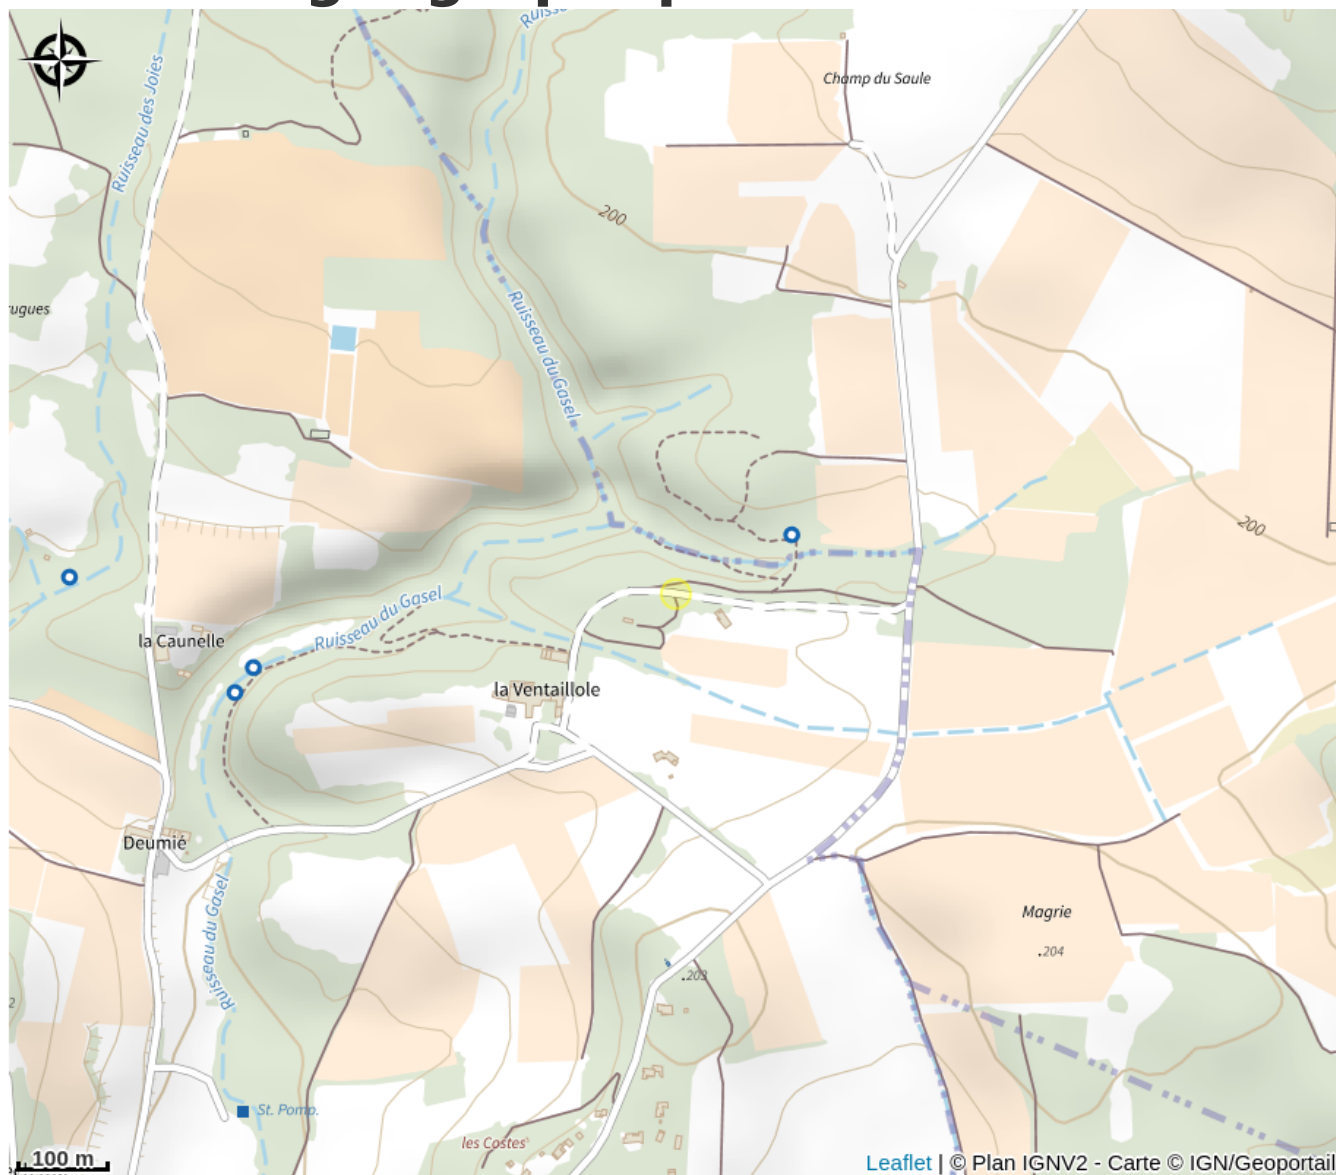 Ruisseau des Joies
Champ du Saule
200
rugues
Ruisseau du Gasel
200
la Caunelle
Ruisseau du Gasel
la Ventaillole
Deumié
Ruisseau du Gasel
Magrie
.204
.203
St. Pomp.
les Costes
100 m
Leaflet | © Plan IGNV2 - Carte © IGN/Geoportail